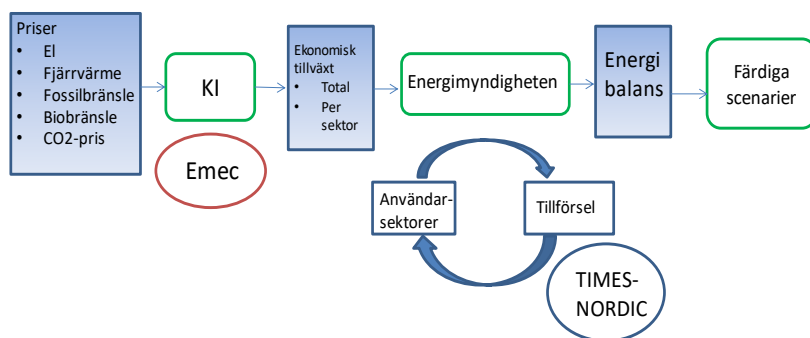 Priser
• El
• Fjärrvärme
• Fossilbränsle
• Biobränsle
• CO2-pris
KI
Emec
Ekonomisk
tillväxt
• Total
• Per
sektor
Energimyndigheten
Energi
balans
Färdiga
scenarier
Användar-
sektorer
Tillförsel
TIMES-
NORDIC